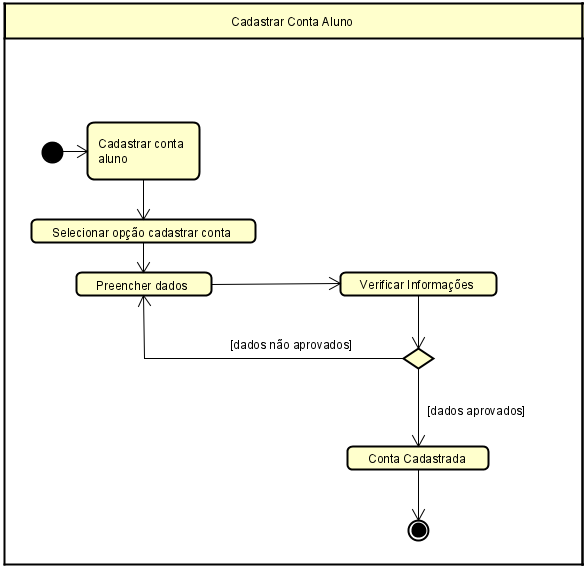 Cadastrar Conta Aluno
Cadastrar conta
aluno
Selecionar opção cadastrar conta
Preencher dados
Verificar Informações
[dados não aprovados]
[dados aprovados]
Conta Cadastrada